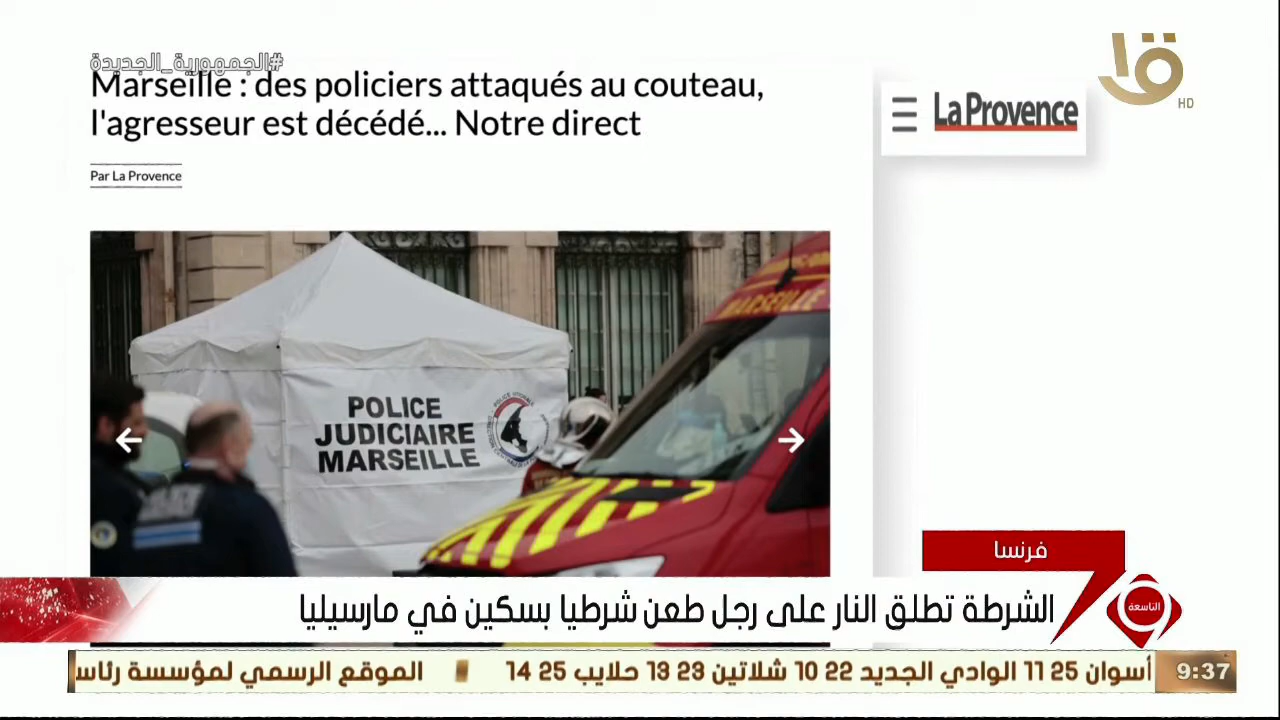 #الجمهورية_الجديدة
Marseille : des policiers attaqués au couteau,
l'agresseur est décédé... Notre direct
Par La Provence
La Provence
HD
POLICE
JUDICIAIRE
MARSEILLE
MARSEILLE
فرنسا
الشرطة تطلق النار على رجل طعن شرطيا بسكين في مارسيليا
التاسعة
9:37
أسوان 25 11 الوادي الجديد 22 10 شلاتين 23 13 حلايب 25 14
الموقع الرسمي لمؤسسة رئاس